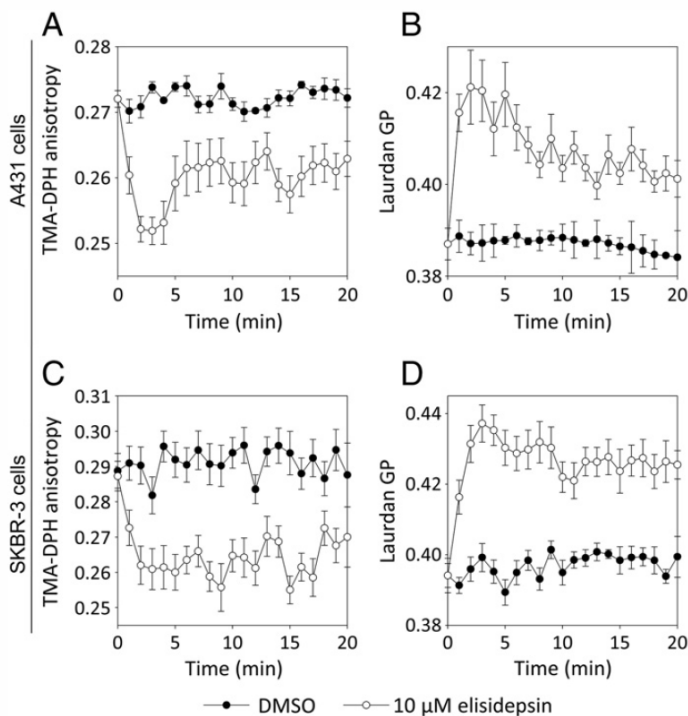 A
B
A431 cells
TMA-DPH anisotropy
0.28
0.27
0.26
0.25
0 5 10 15 20
Time (min)
Laurdan GP
0.42
0.40
0.38
0 5 10 15 20
Time (min)
C
D
SKBR-3 cells
TMA-DPH anisotropy
0.31
0.30
0.29
0.28
0.27
0.26
0.25
0 5 10 15 20
Time (min)
Laurdan GP
0.44
0.42
0.40
0.38
0 5 10 15 20
Time (min)
DMSO 10 µM elisidepsin